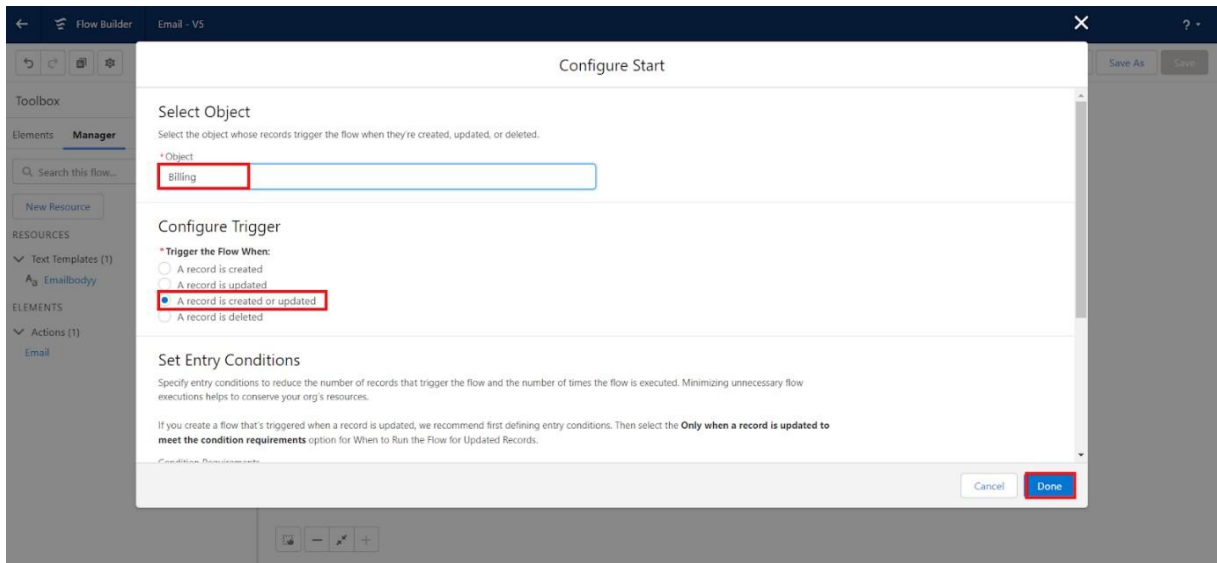 Flow Builder
Email - V5
?
Configure Start
Save As
Save
Toolbox
Elements
Manager
Search this flow...
New Resource
RESOURCES
Text Templates (1)
Emailbodyy
ELEMENTS
Actions (1)
Email
Select Object
Select the object whose records trigger the flow when they're created, updated, or deleted.
*Object
Billing
Configure Trigger
*Trigger the Flow When:
A record is created
A record is updated
A record is created or updated
A record is deleted
Set Entry Conditions
Specify entry conditions to reduce the number of records that trigger the flow and the number of times the flow is executed. Minimizing unnecessary flow
executions helps to conserve your org's resources.
If you create a flow that's triggered when a record is updated, we recommend first defining entry conditions. Then select the Only when a record is updated to
meet the condition requirements option for When to Run the Flow for Updated Records.
Condition Requirements
Cancel
Done